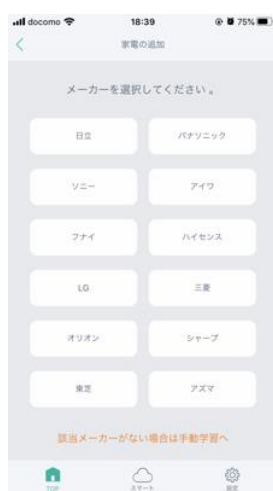 docomo 18:39 75%
家電の追加
メーカーを選択してください 。
日立 パナソニック
ソニー アイワ
フナイ ハイセンス
LG 三菱
オリオン シャープ
東芝 アズマ
該当メーカーがない場合は手動学習へ
TOP スマート 設定